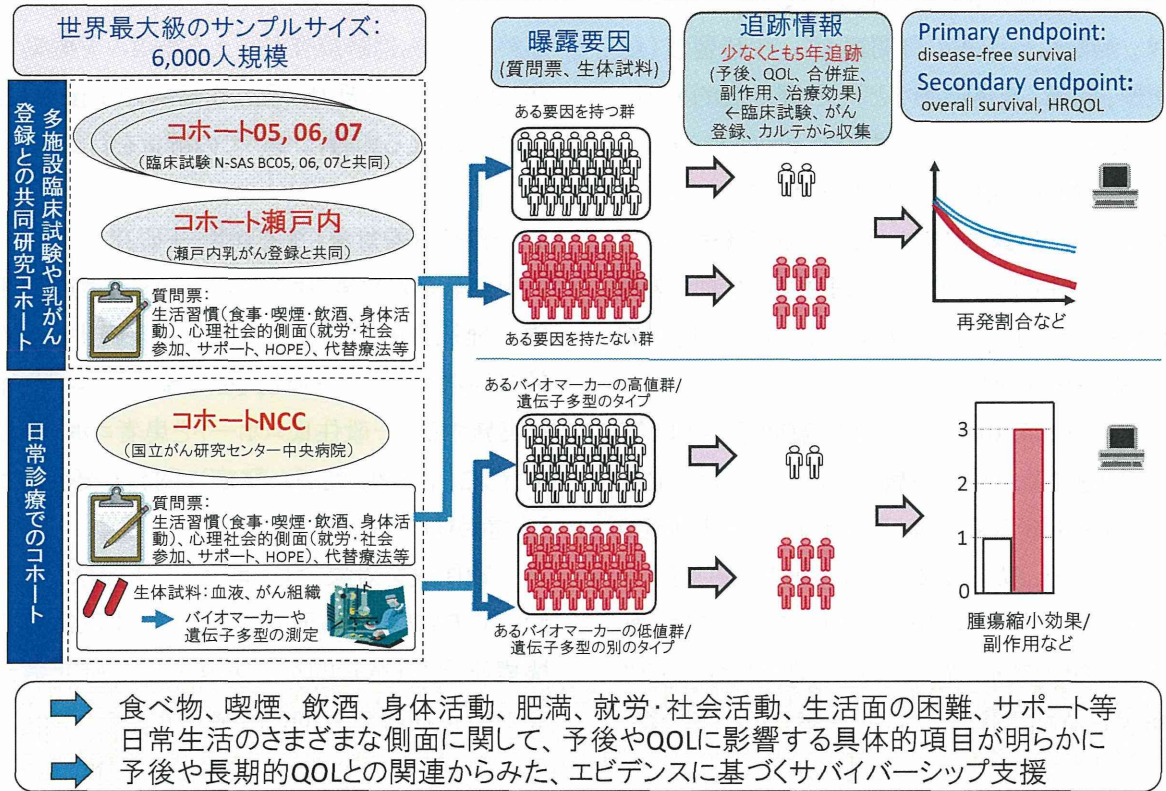 世界最大級のサンプルサイズ:
6,000人規模
曝露要因
(質問票、生体試料)
追跡情報
少なくとも5年追跡
(予後、QOL、合併症、
副作用、治療効果)
←臨床試験、がん
登録、カルテから収集
Primary endpoint:
disease-free survival
Secondary endpoint:
overall survival, HRQOL
多施設臨床試験や乳がん
登録との共同研究コホート
コホート05, 06, 07
(臨床試験 N-SAS BC05, 06, 07と共同)
コホート瀬戸内
(瀬戸内乳がん登録と共同)
質問票:
生活習慣(食事・喫煙・飲酒、身体活
動)、心理社会的側面(就労・社会
参加、サポート、HOPE)、代替療法等
ある要因を持つ群
ある要因を持たない群
再発割合など
日常診療でのコホート
コホートNCC
(国立がん研究センター中央病院)
質問票:
生活習慣(食事・喫煙・飲酒、身体活
動)、心理社会的側面(就労・社会
参加、サポート、HOPE)、代替療法等
生体試料:血液、がん組織
バイオマーカーや
遺伝子多型の測定
あるバイオマーカーの高値群/
遺伝子多型のタイプ
あるバイオマーカーの低値群/
遺伝子多型の別のタイプ
3
2
1
0
腫瘍縮小効果/
副作用など
食べ物、喫煙、飲酒、身体活動、肥満、就労・社会活動、生活面の困難、サポート等
日常生活のさまざまな側面に関して、予後やQOLに影響する具体的項目が明らかに
予後や長期的QOLとの関連からみた、エビデンスに基づくサバイバーシップ支援